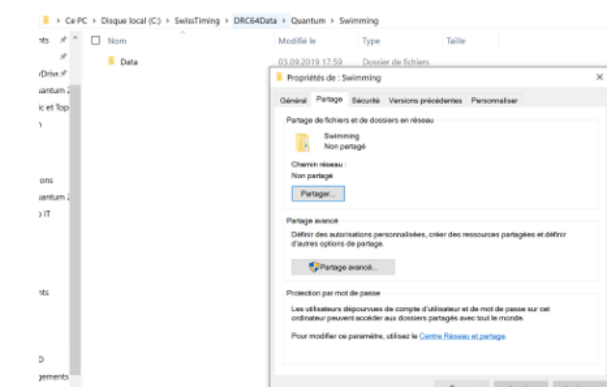 > Ce PC > Disque local (C:) > SwissTiming > DRC64Data > Quantum > Swimming
Nom Modifié le Type Taille
Data 03.09.2019 17:59 Dossier de fichiers
Propriétés de : Swimming
Général Partage Sécurité Versions précédentes Personnaliser
Partage de fichiers et de dossiers en réseau
Swimming
Non partagé
Chemin réseau :
Non partagé
Partager...
Partage avancé
Définir des autorisations personnalisées, créer des ressources partagées et définir
d'autres options de partage.
Partage avancé...
Protection par mot de passe
Les utilisateurs dépourvues de compte d'utilisateur et de mot de passe sur cet
ordinateur peuvent accéder aux dossiers partagés avec tout le monde.
Pour modifier ce paramètre, utilisez le Centre Réseau et partage.